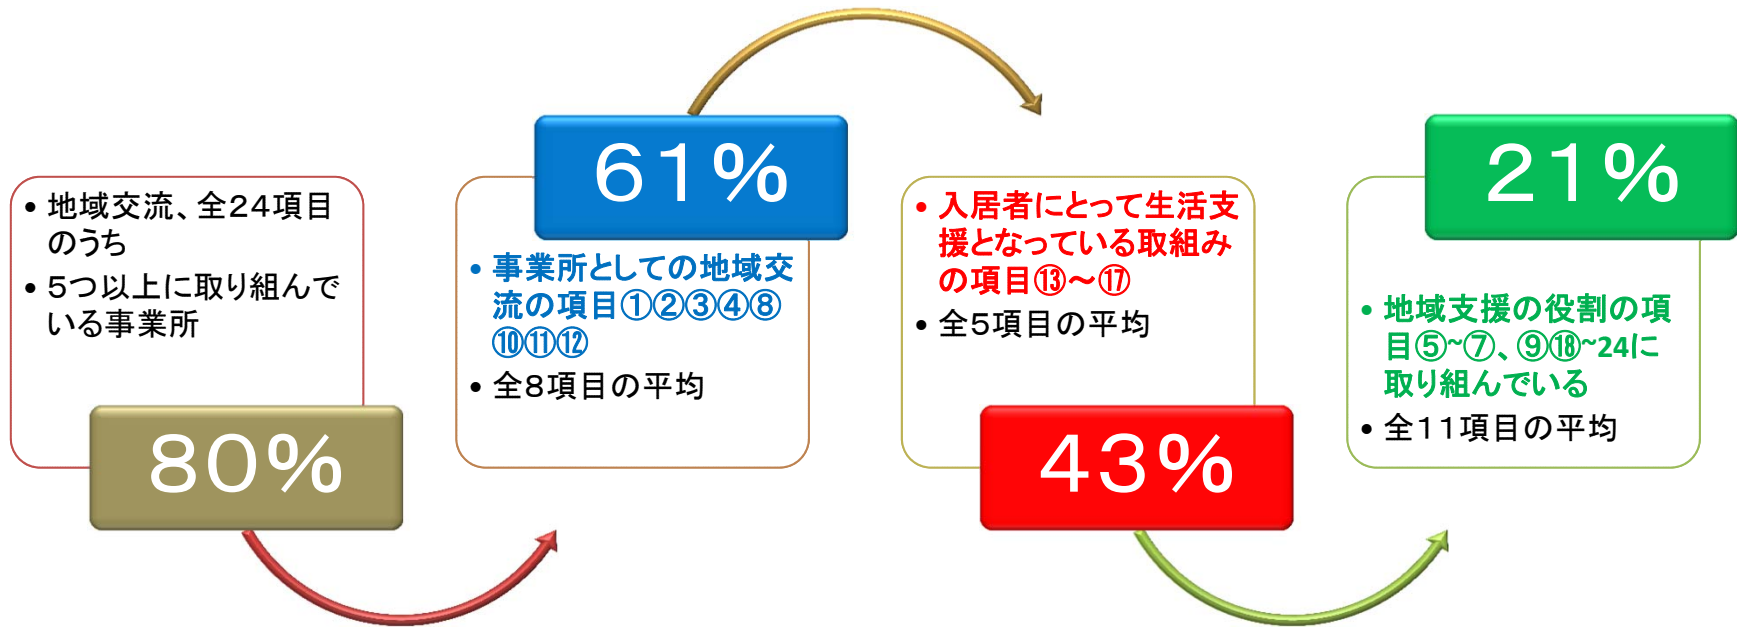 • 地域交流、全２４項目
のうち
• ５つ以上に取り組んで
いる事業所
８０％
６１％
• 事業所としての地域交
流の項目①②③④⑧
⑩⑪⑫
• 全８項目の平均
• 入居者にとって生活支
援となっている取組み
の項目⑬～⑰
• 全５項目の平均
４３％
２１％
• 地域支援の役割の項
目⑤~⑦、⑨⑱~24に
取り組んでいる
• 全１１項目の平均